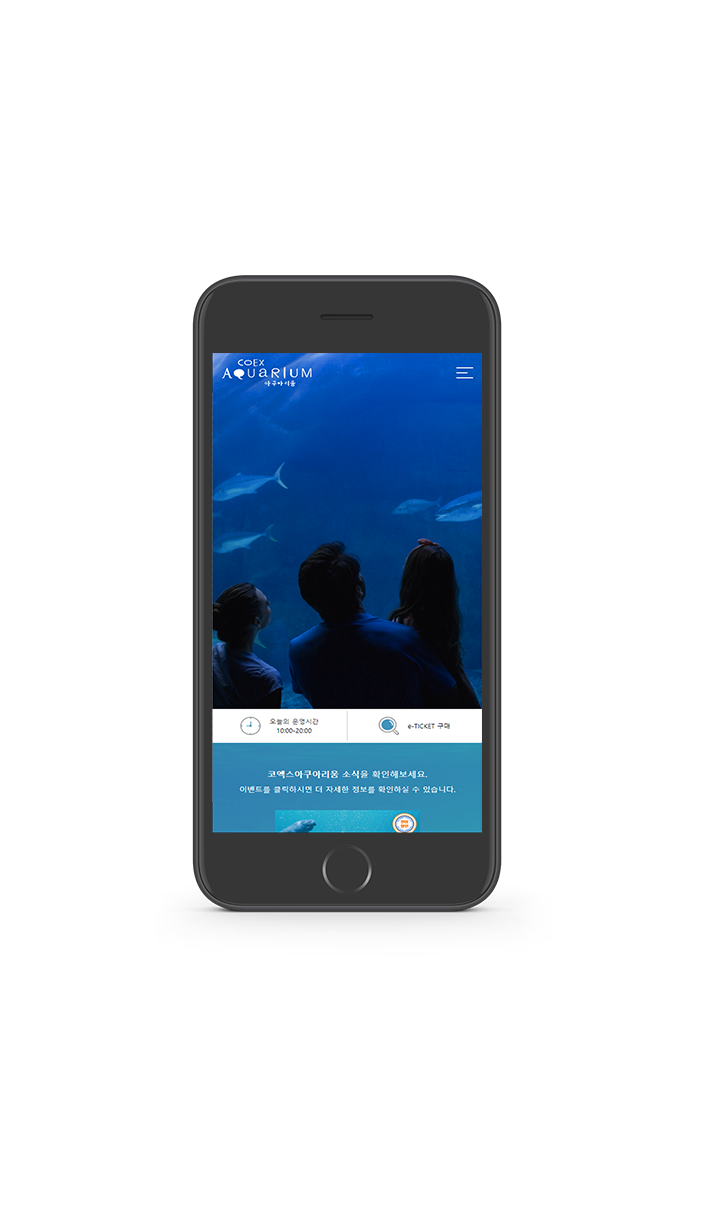 COEX
AQUARIUM
아쿠아리움
오늘의 운영시간
10:00-20:00
e-TICKET 구매
코엑스아쿠아리움 소식을 확인해보세요.
이벤트를 클릭하시면 더 자세한 정보를 확인하실 수 있습니다.